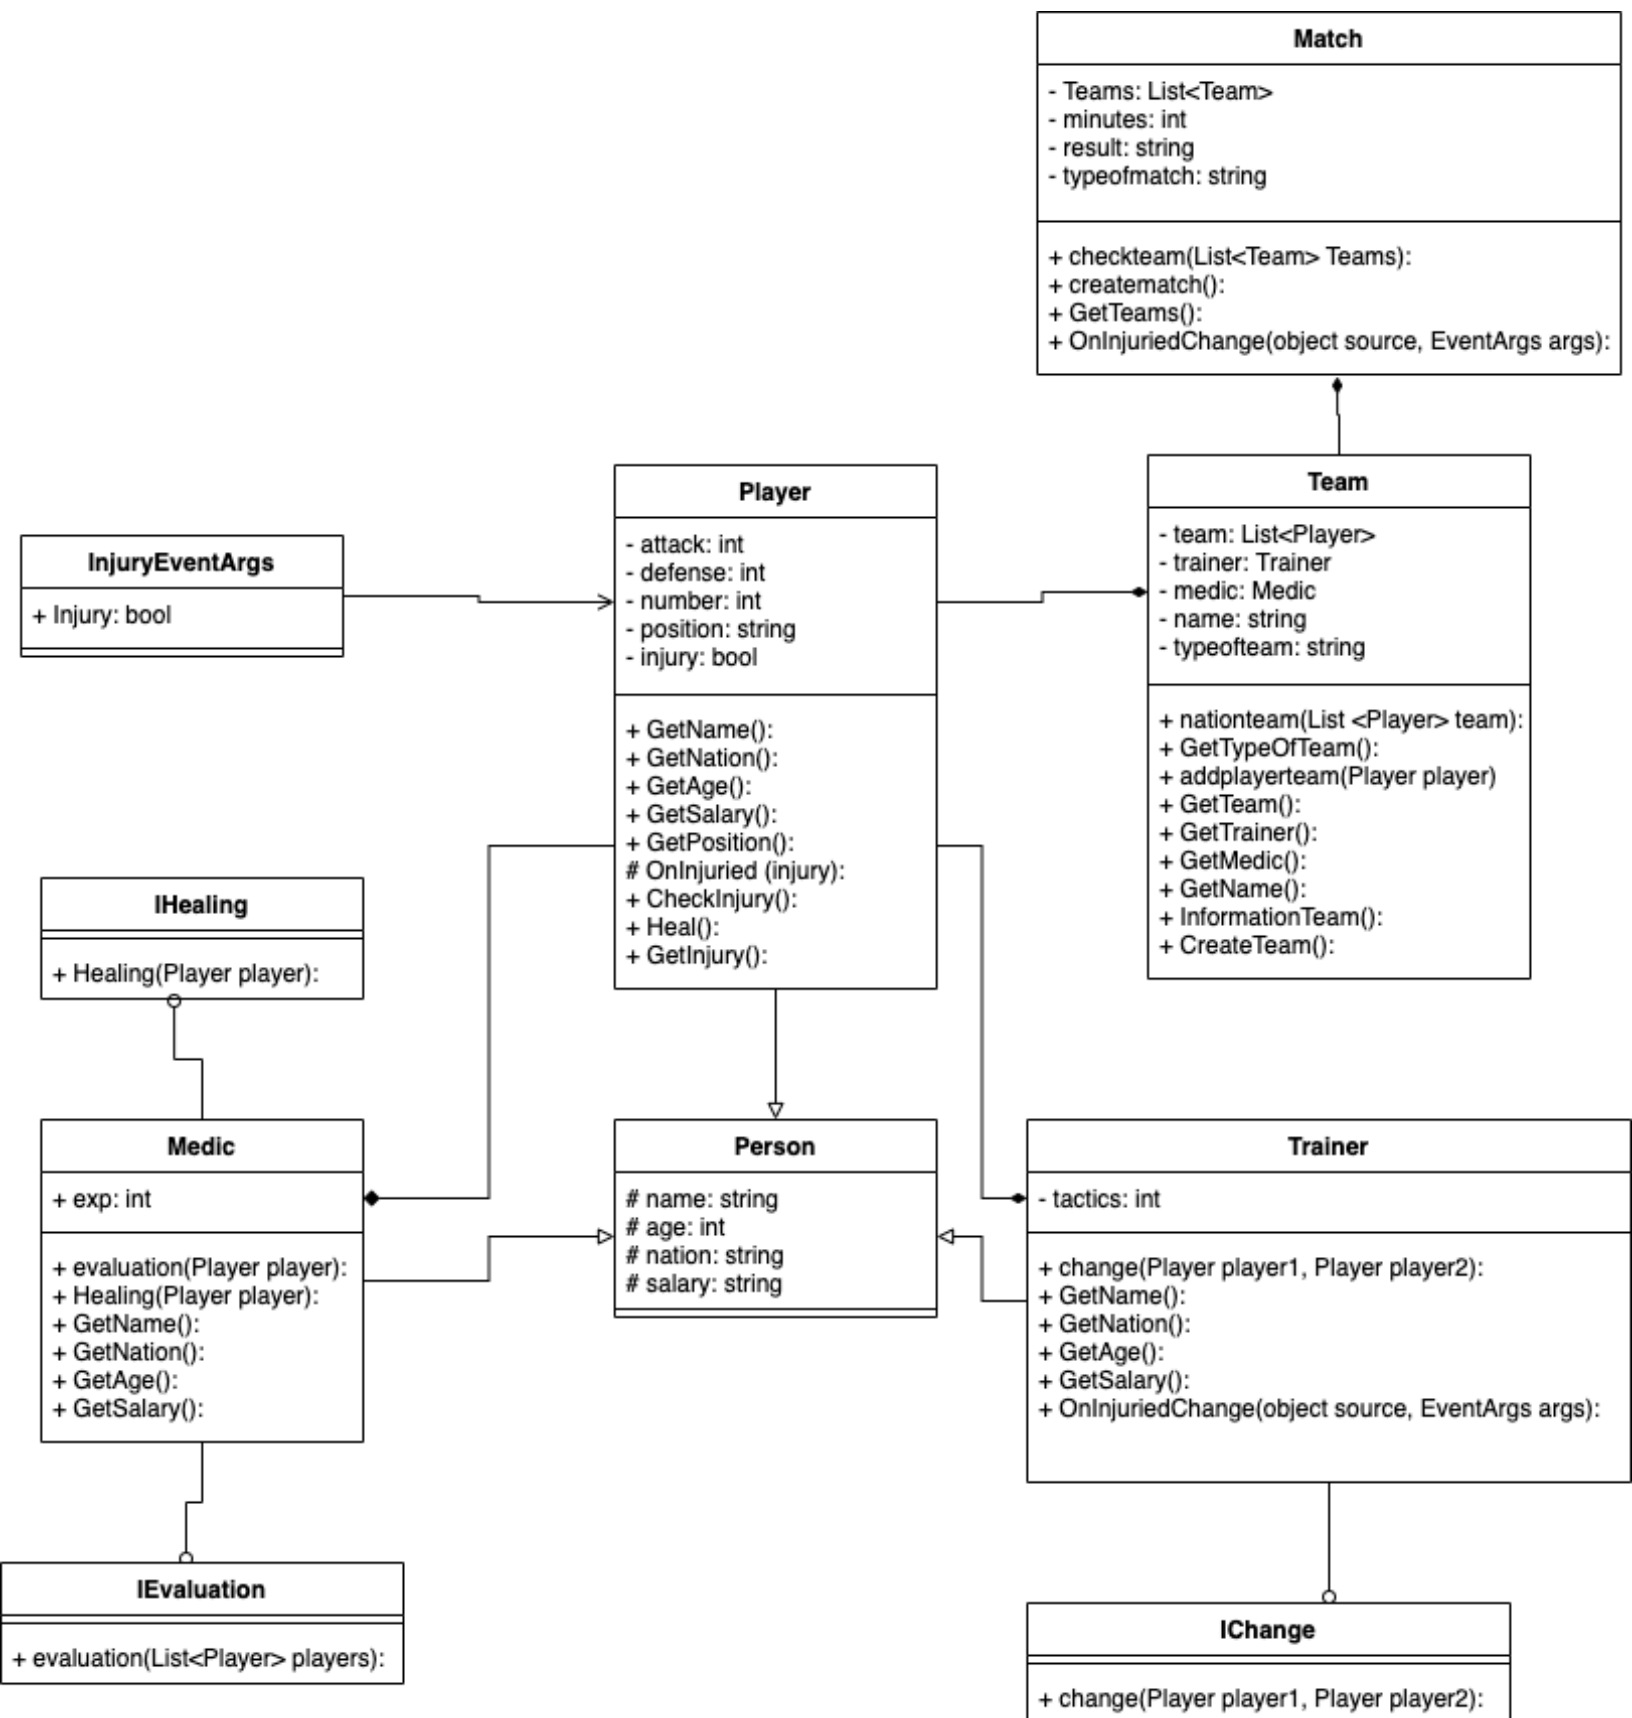 Match
- Teams: List<Team>
- minutes: int
- result: string
- typeofmatch: string
+ checkteam(List<Team> Teams):
+ creatematch():
+ GetTeams():
+ OnInjuriedChange(object source, EventArgs args):
Player
- attack: int
- defense: int
- number: int
- position: string
- injury: bool
+ GetName():
+ GetNation():
+ GetAge():
+ GetSalary():
+ GetPosition():
# OnInjuried (injury):
+ CheckInjury():
+ Heal():
+ GetInjury():
Team
- team: List<Player>
- trainer: Trainer
- medic: Medic
- name: string
- typeofteam: string
+ nationteam(List <Player> team):
+ GetTypeOfTeam():
+ addplayerteam(Player player)
+ GetTeam():
+ GetTrainer():
+ GetMedic():
+ GetName():
+ InformationTeam():
+ CreateTeam():
InjuryEventArgs
+ Injury: bool
IHealing
+ Healing(Player player):
Medic
+ exp: int
+ evaluation(Player player):
+ Healing(Player player):
+ GetName():
+ GetNation():
+ GetAge():
+ GetSalary():
Person
# name: string
# age: int
# nation: string
# salary: string
Trainer
- tactics: int
+ change(Player player1, Player player2):
+ GetName():
+ GetNation():
+ GetAge():
+ GetSalary():
+ OnInjuriedChange(object source, EventArgs args):
IEvaluation
+ evaluation(List<Player> players):
IChange
+ change(Player player1, Player player2):